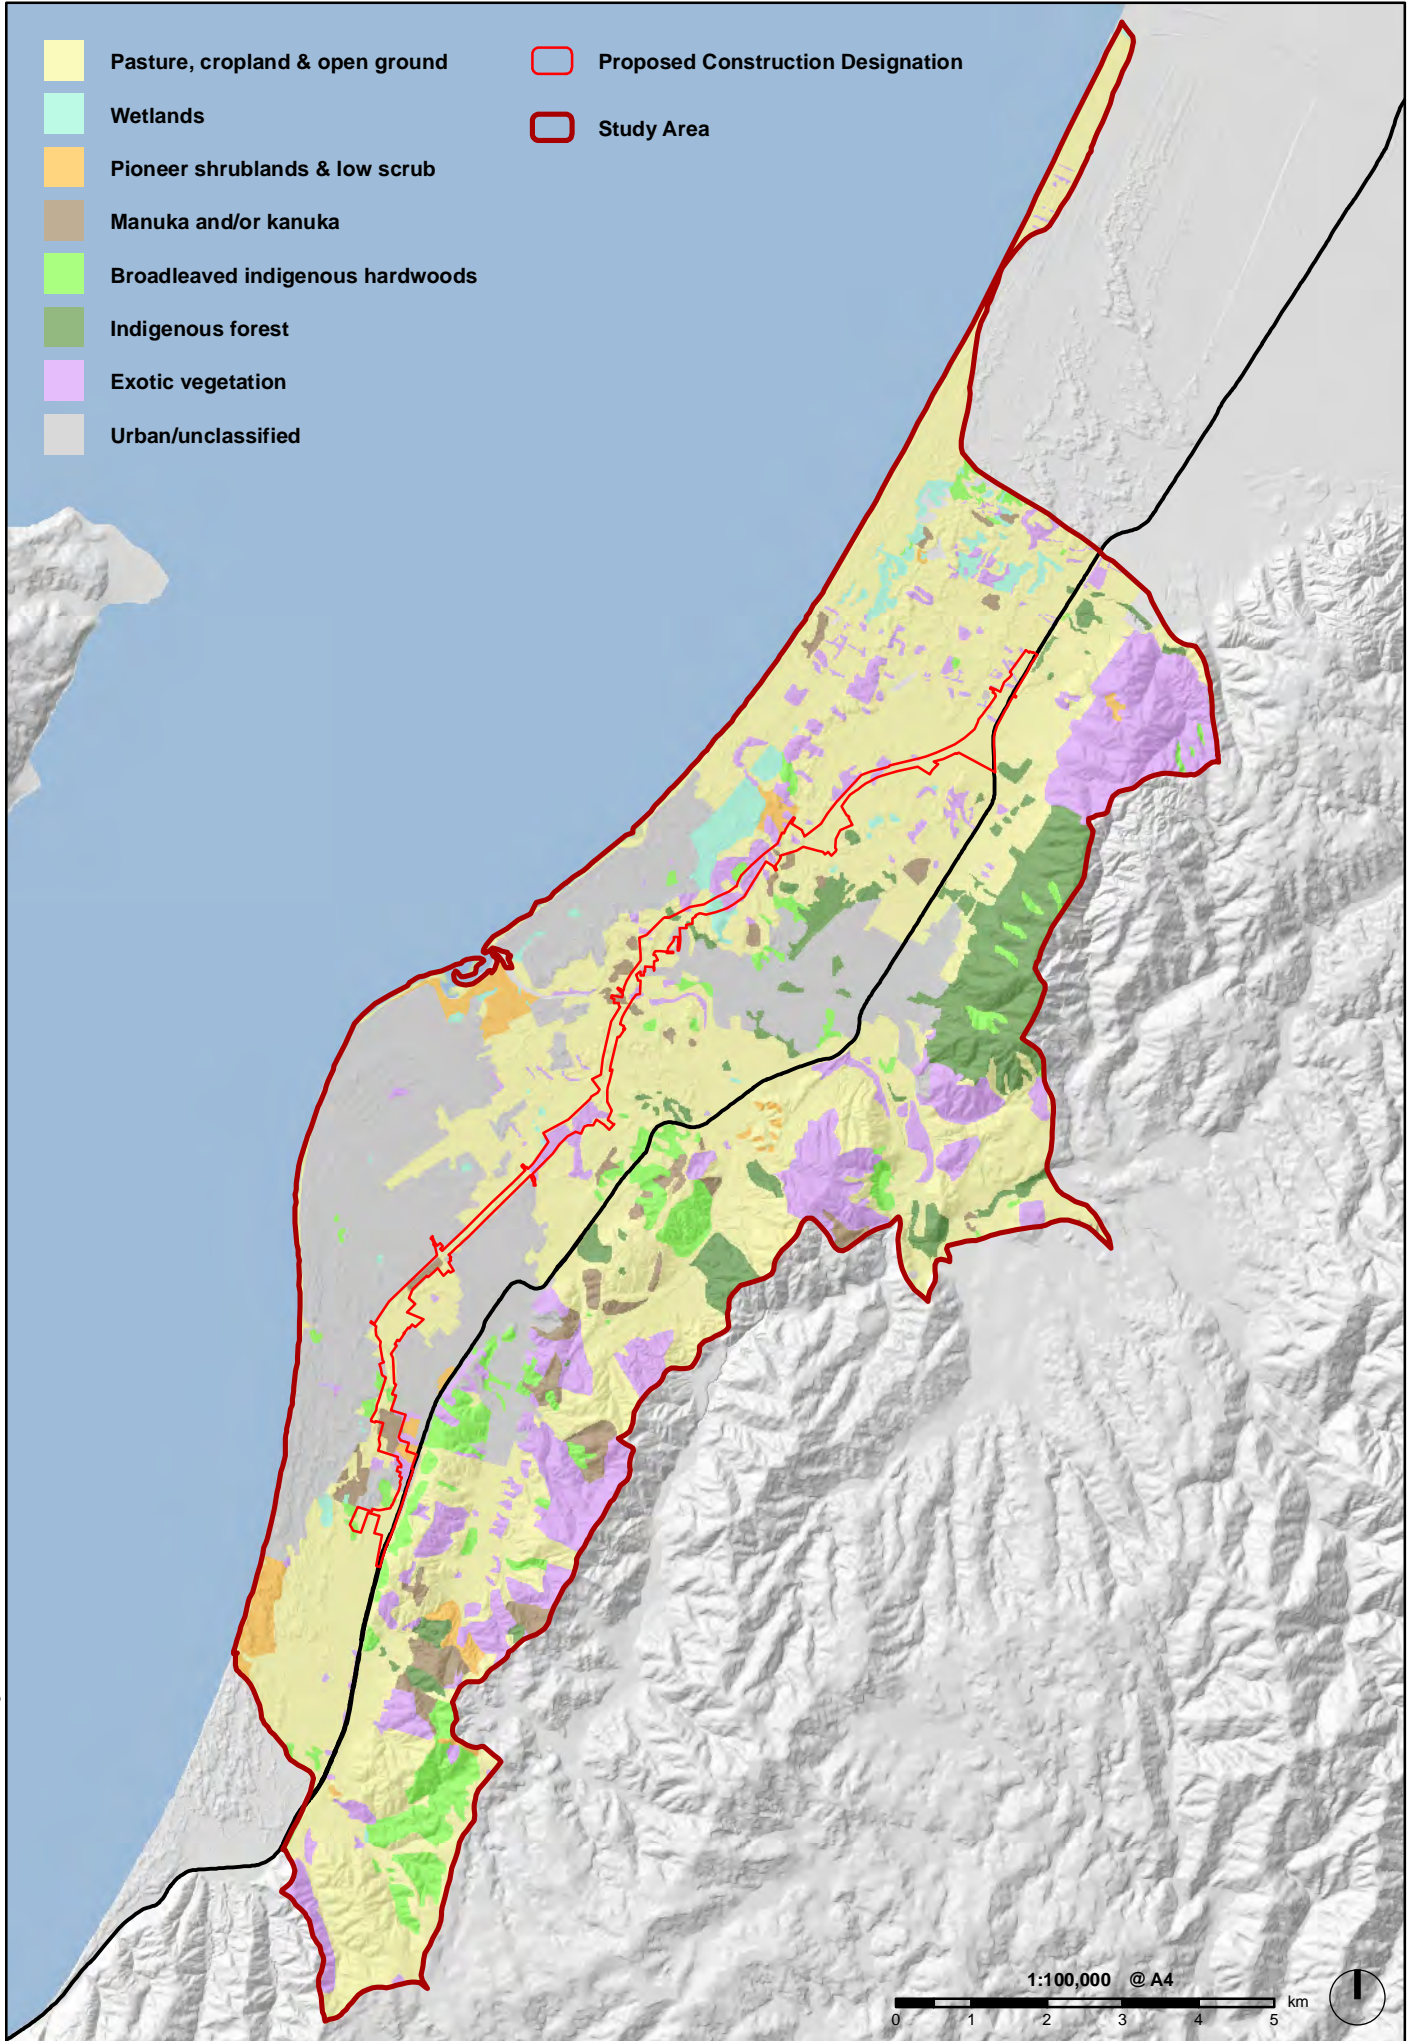 Pasture, cropland & open ground
Wetlands
Pioneer shrublands & low scrub
Manuka and/or kanuka
Broadleaved indigenous hardwoods
Indigenous forest
Exotic vegetation
Urban/unclassified
Proposed Construction Designation
Study Area
1:100,000 @ A4
km
0 1 2 3 4 5